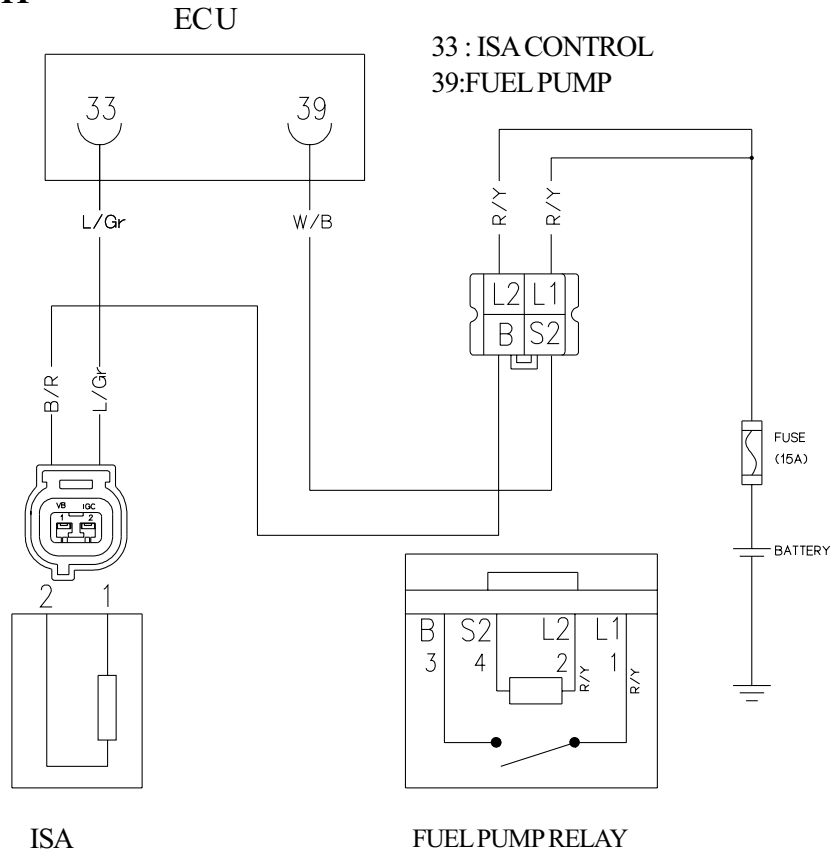 ECU
33 : ISA CONTROL
39:FUEL PUMP
33
39
L/Gr
W/B
R/Y
R/Y
L2 L1
B S2
B/R
L/Gr
FUSE
(15A)
VB IGC
1 2
BATTERY
2 1
B S2 L2 L1
3 4 2 1
R/Y
R/Y
ISA
FUEL PUMP RELAY